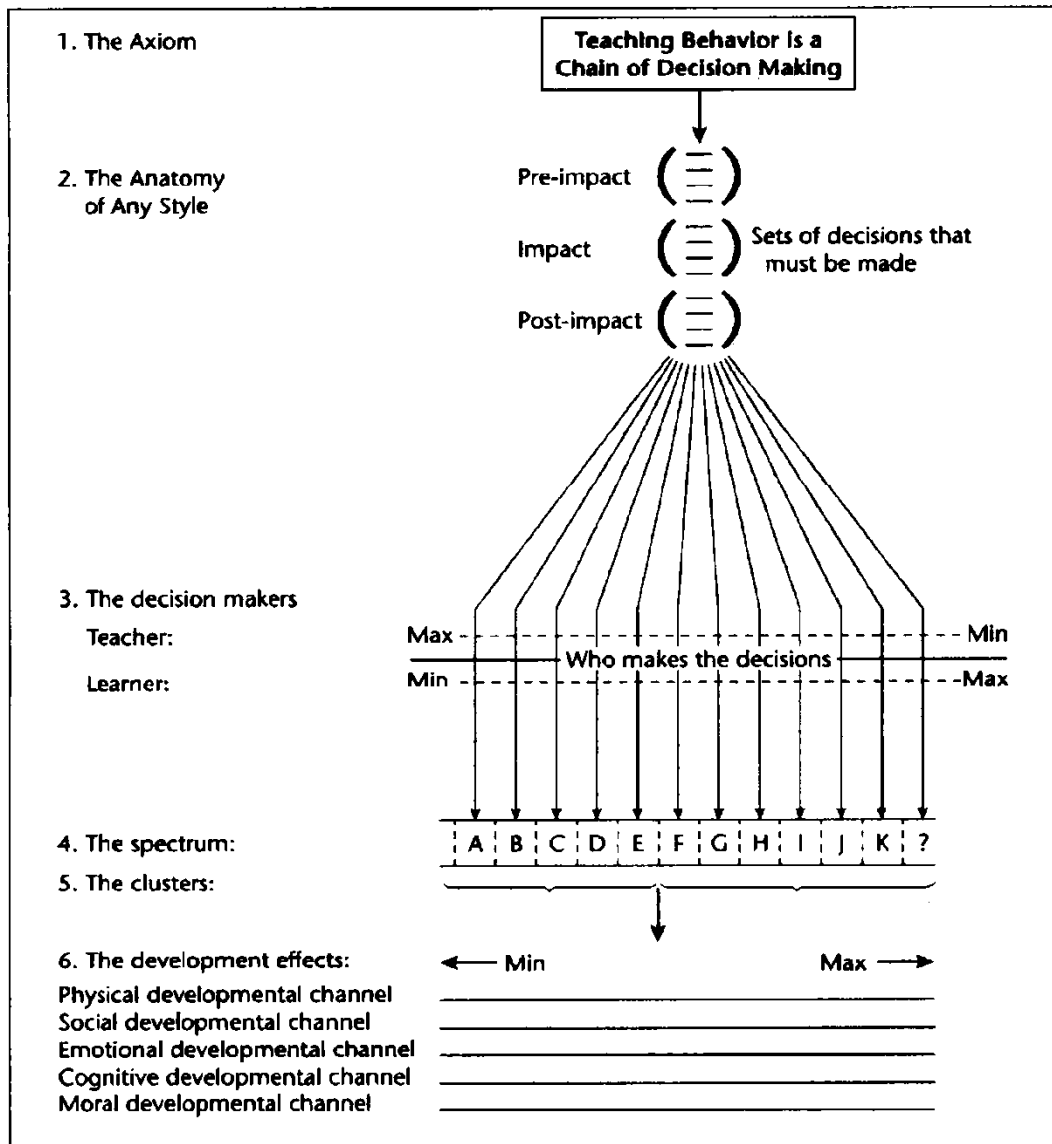 1. The Axiom
Teaching Behavior is a
Chain of Decision Making
2. The Anatomy
of Any Style
Pre-impact
Impact
Sets of decisions that
must be made
Post-impact
3. The decision makers
Teacher:
Max
Min
Who makes the decisions
Learner:
Min
Max
4. The spectrum:
A B C D E F G H I J K ?
5. The clusters:
6. The development effects:
Min
Max
Physical developmental channel
Social developmental channel
Emotional developmental channel
Cognitive developmental channel
Moral developmental channel